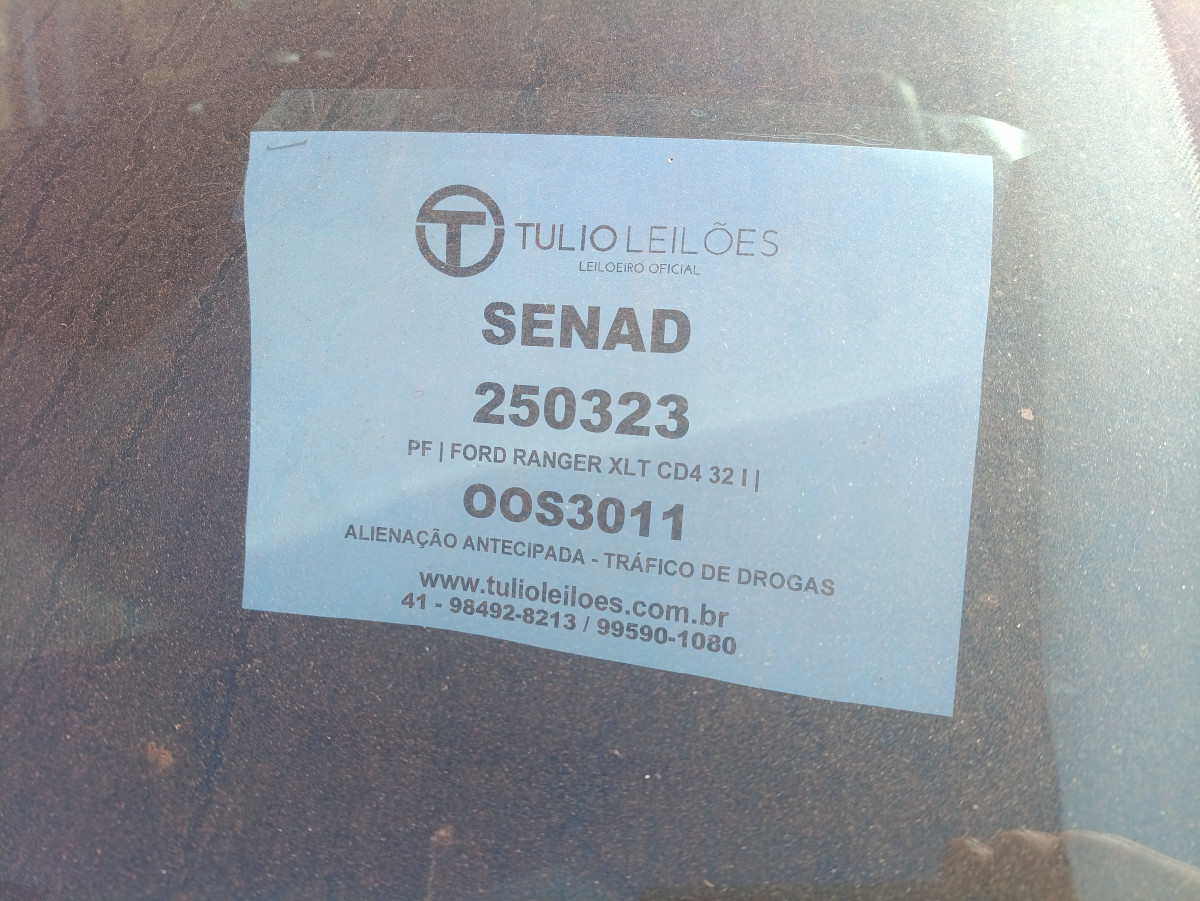 TULIO LEILÕES
LEILOEIRO OFICIAL
SENAD
250323
PF | FORD RANGER XLT CD4 32 I |
OOS3011
ALIENAÇÃO ANTECIPADA - TRÁFICO DE DROGAS
www.tulioleiloes.com.br
41 - 98492-8213 / 99590-1080